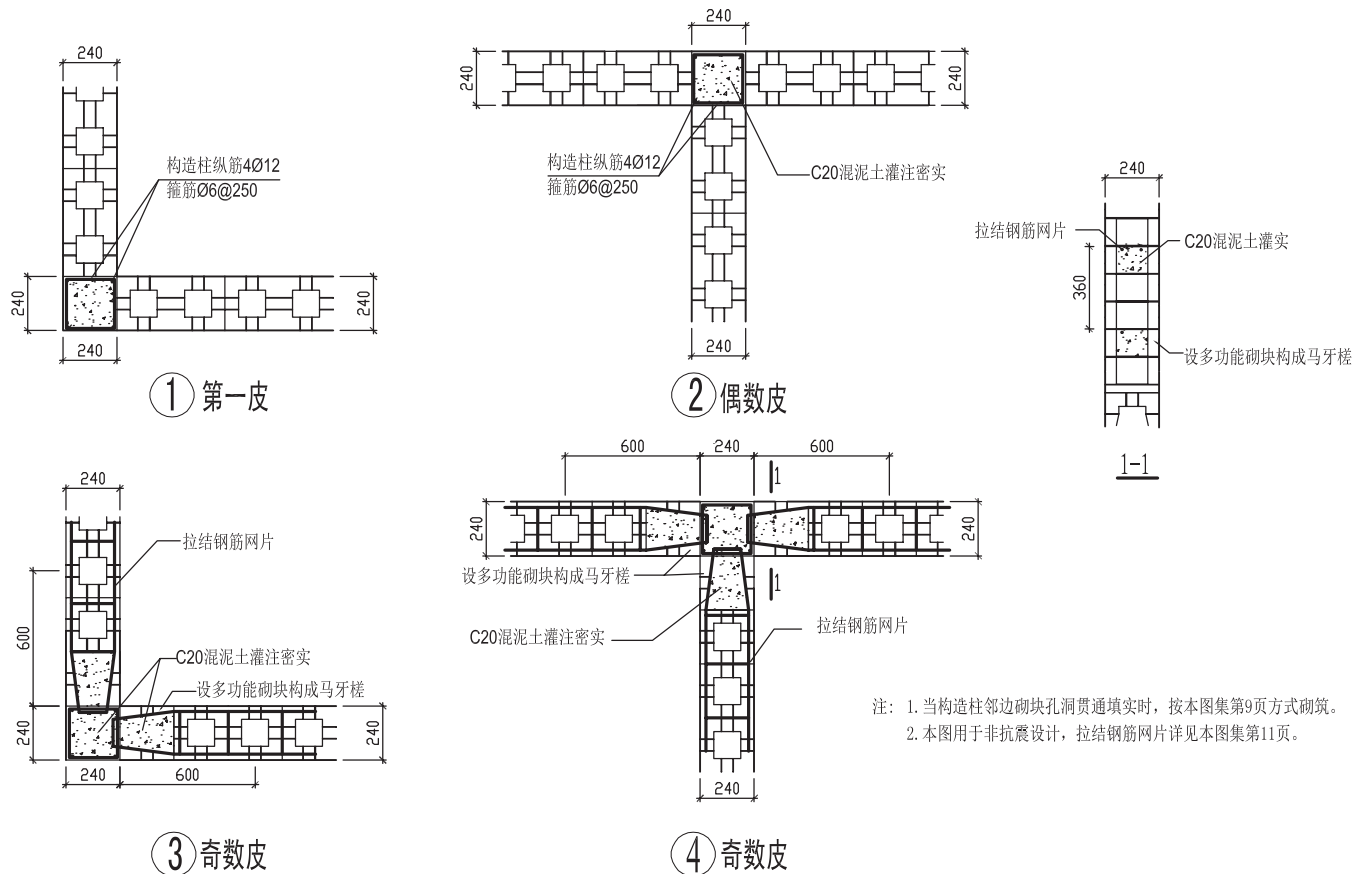 240
240
构造柱纵筋4Ø12
箍筋Ø6@250
240
240
240
① 第一皮
240
240
240
构造柱纵筋4Ø12
箍筋Ø6@250
C20混泥土灌注密实
240
② 偶数皮
240
拉结钢筋网片
C20混泥土灌实
360
设多功能砌块构成马牙槎
1-1
240
拉结钢筋网片
600
C20混泥土灌注密实
设多功能砌块构成马牙槎
240
240
240
600
③ 奇数皮
600
240
600
1
240
240
设多功能砌块构成马牙槎
1
C20混泥土灌注密实
拉结钢筋网片
240
④ 奇数皮
注: 1.当构造柱邻边砌块孔洞贯通填实时，按本图集第9页方式砌筑。
2.本图用于非抗震设计，拉结钢筋网片详见本图集第11页。